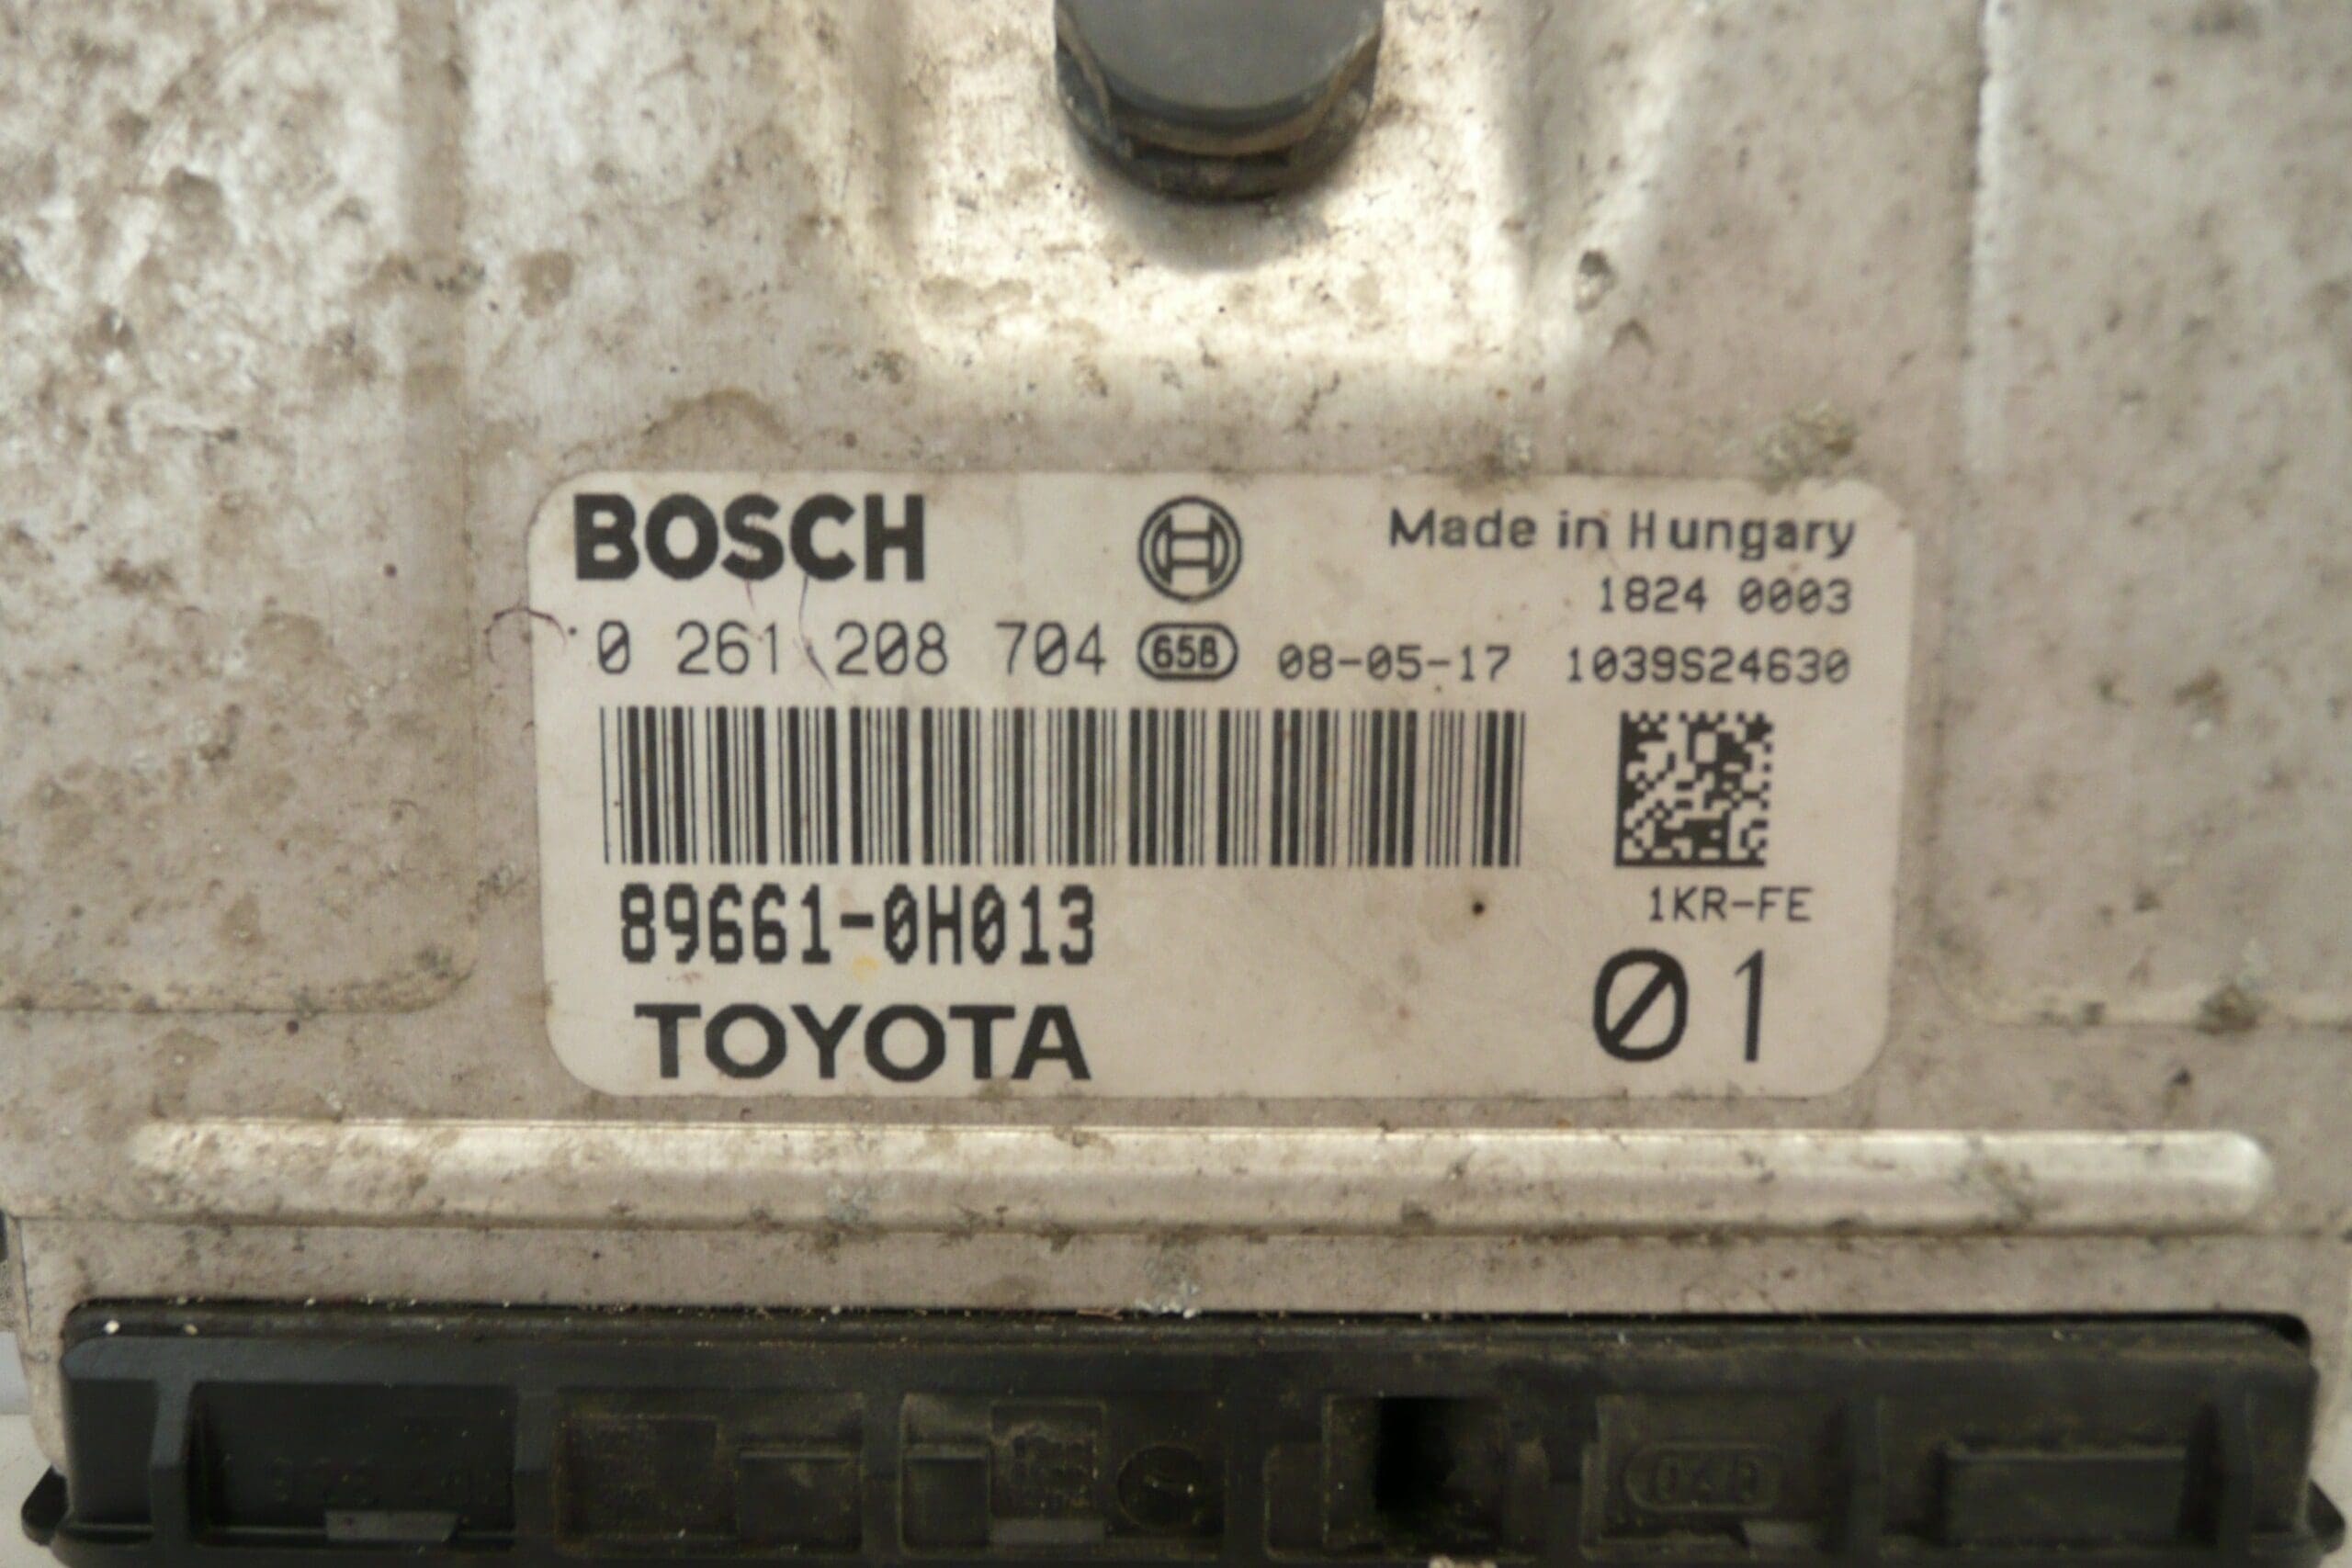 BOSCH
Made in Hungary
1824 0003
0 261 208 704 65B 08-05-17 1039S24630
89661-0H013
1KR-FE
TOYOTA
01